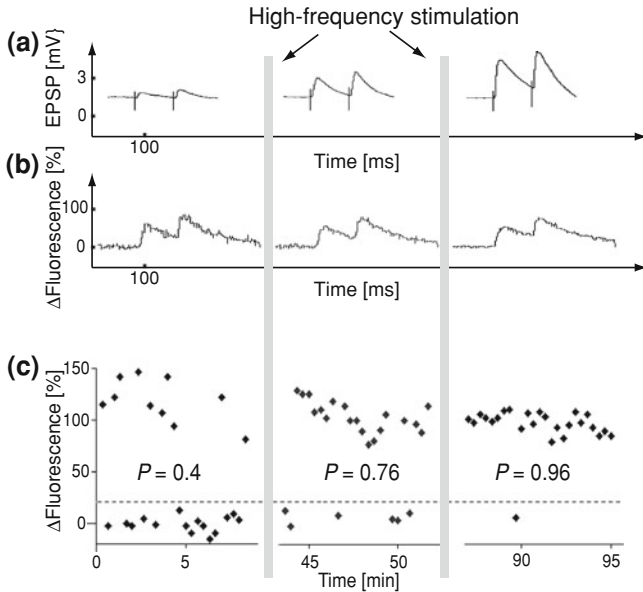 High-frequency stimulation
(a)
EPSP [mV]
3
0
100
Time [ms]
(b)
ΔFluorescence [%]
100
0
100
Time [ms]
(c)
ΔFluorescence [%]
150
100
50
0
P = 0.4
P = 0.76
P = 0.96
0 5 45 50 90 95
Time [min]